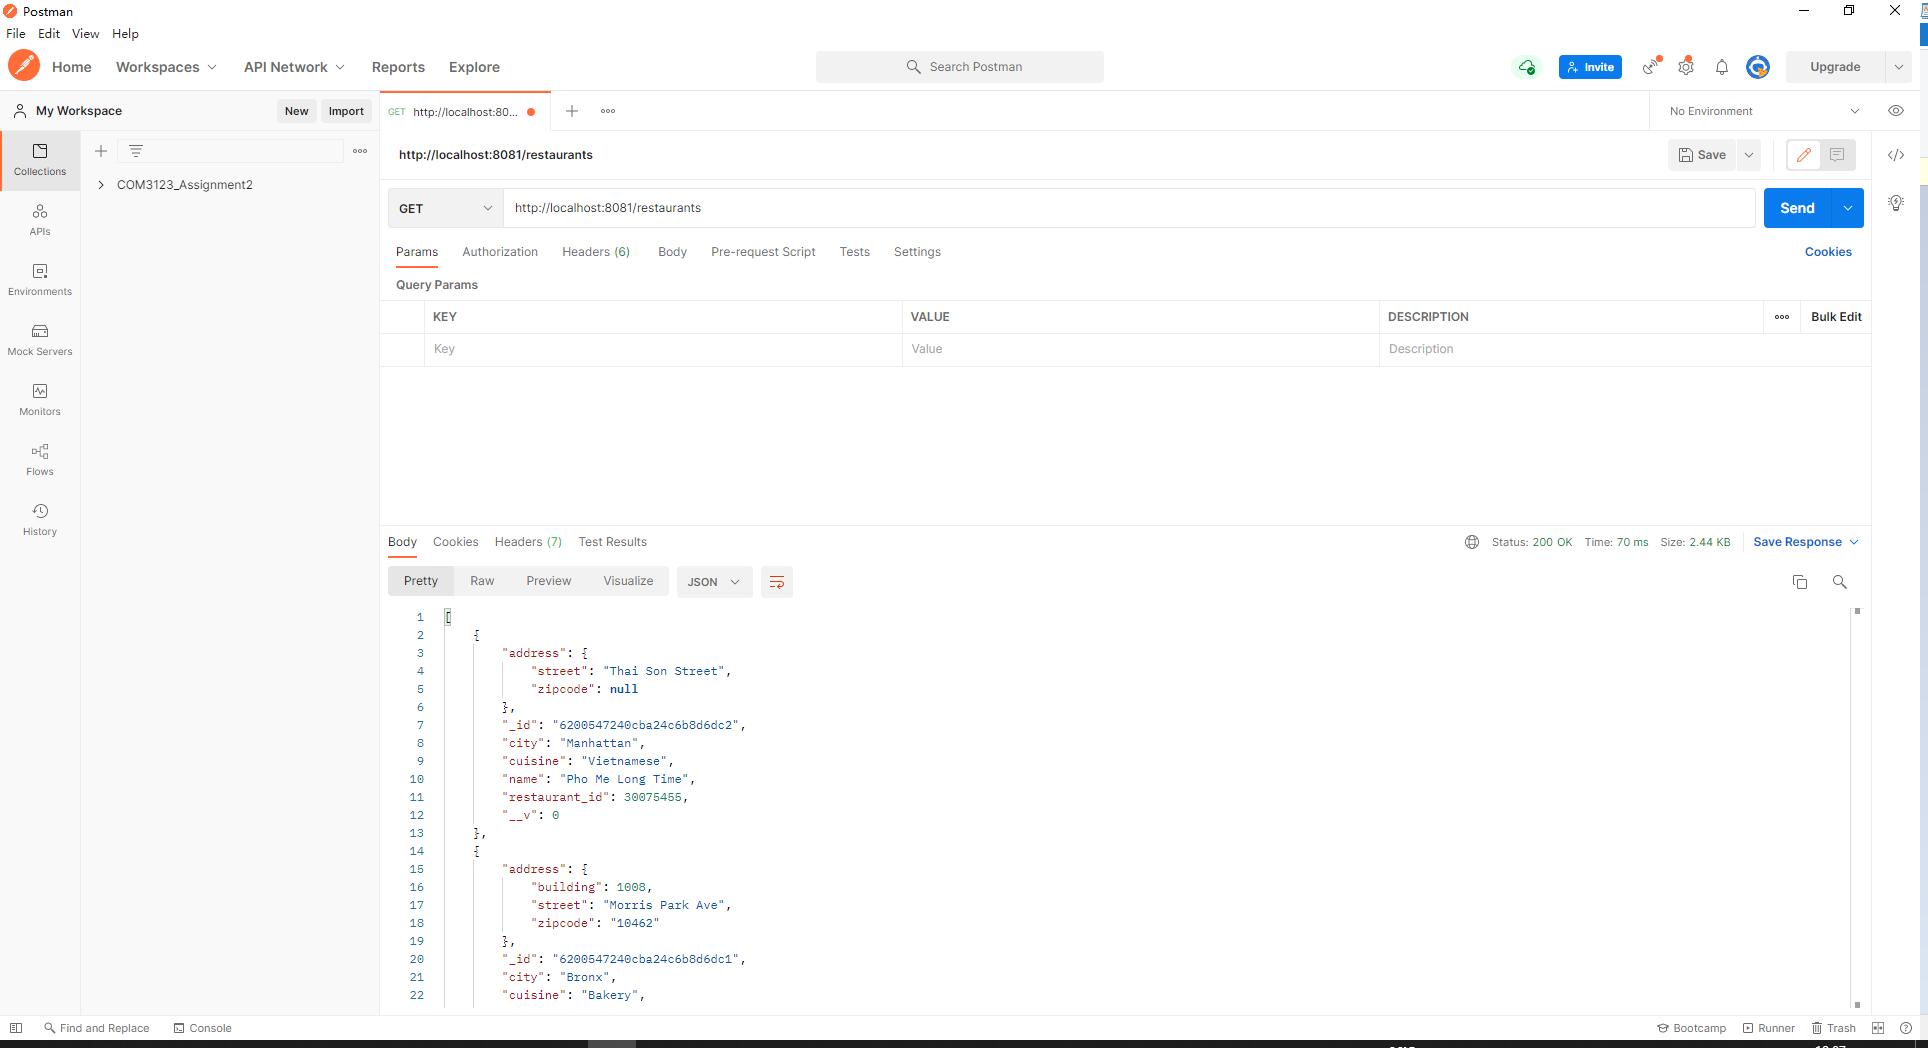 Postman
File Edit View Help
Home Workspaces API Network Reports Explore
Search Postman
Invite
Upgrade
My Workspace
New Import
GET http://localhost:80...
No Environment
Collections
COM3123_Assignment2
http://localhost:8081/restaurants
Save
GET http://localhost:8081/restaurants Send
APIs
Params Authorization Headers (6) Body Pre-request Script Tests Settings Cookies
Query Params
Environments
KEY VALUE DESCRIPTION Bulk Edit
Key Value Description
Mock Servers
Monitors
Flows
History
Body Cookies Headers (7) Test Results Status: 200 OK Time: 70 ms Size: 2.44 KB Save Response
Pretty Raw Preview Visualize JSON
1 [
2 {
3 "address": {
4 "street": "Thai Son Street",
5 "zipcode": null
6 },
7 "_id": "6200547240cba24c6b8d6dc2",
8 "city": "Manhattan",
9 "cuisine": "Vietnamese",
10 "name": "Pho Me Long Time",
11 "restaurant_id": 30075455,
12 "__v": 0
13 },
14 {
15 "address": {
16 "building": 1008,
17 "street": "Morris Park Ave",
18 "zipcode": "10462"
19 },
20 "_id": "6200547240cba24c6b8d6dc1",
21 "city": "Bronx",
22 "cuisine": "Bakery",
Find and Replace Console
Bootcamp Runner Trash